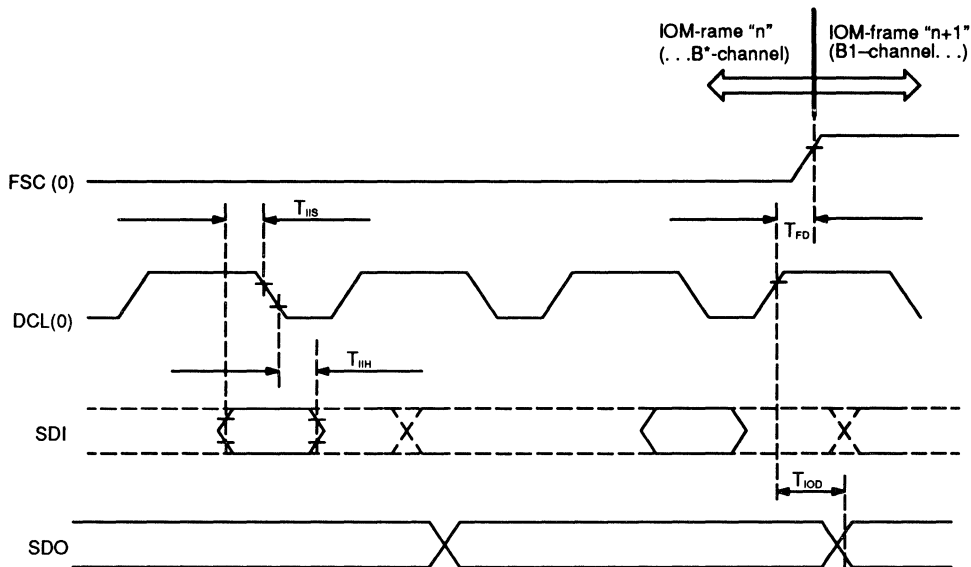 IOM-rame “n”
(. . .B*-channel)
IOM-frame “n+1”
(B1–channel. . .)
FSC (0)
TIIS
TFD
DCL(0)
TIIH
SDI
TIOD
SDO